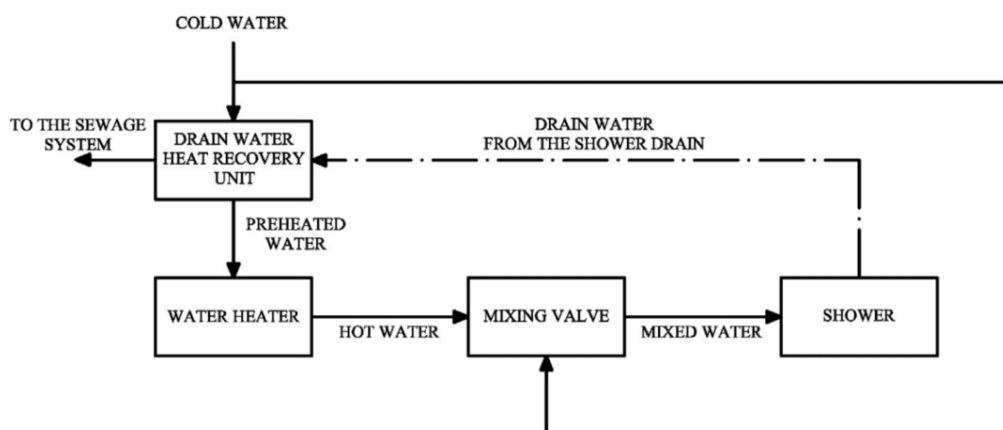 COLD WATER
TO THE SEWAGE
SYSTEM
DRAIN WATER
HEAT RECOVERY
UNIT
DRAIN WATER
FROM THE SHOWER DRAIN
PREHEATED
WATER
WATER HEATER
HOT WATER
MIXING VALVE
MIXED WATER
SHOWER